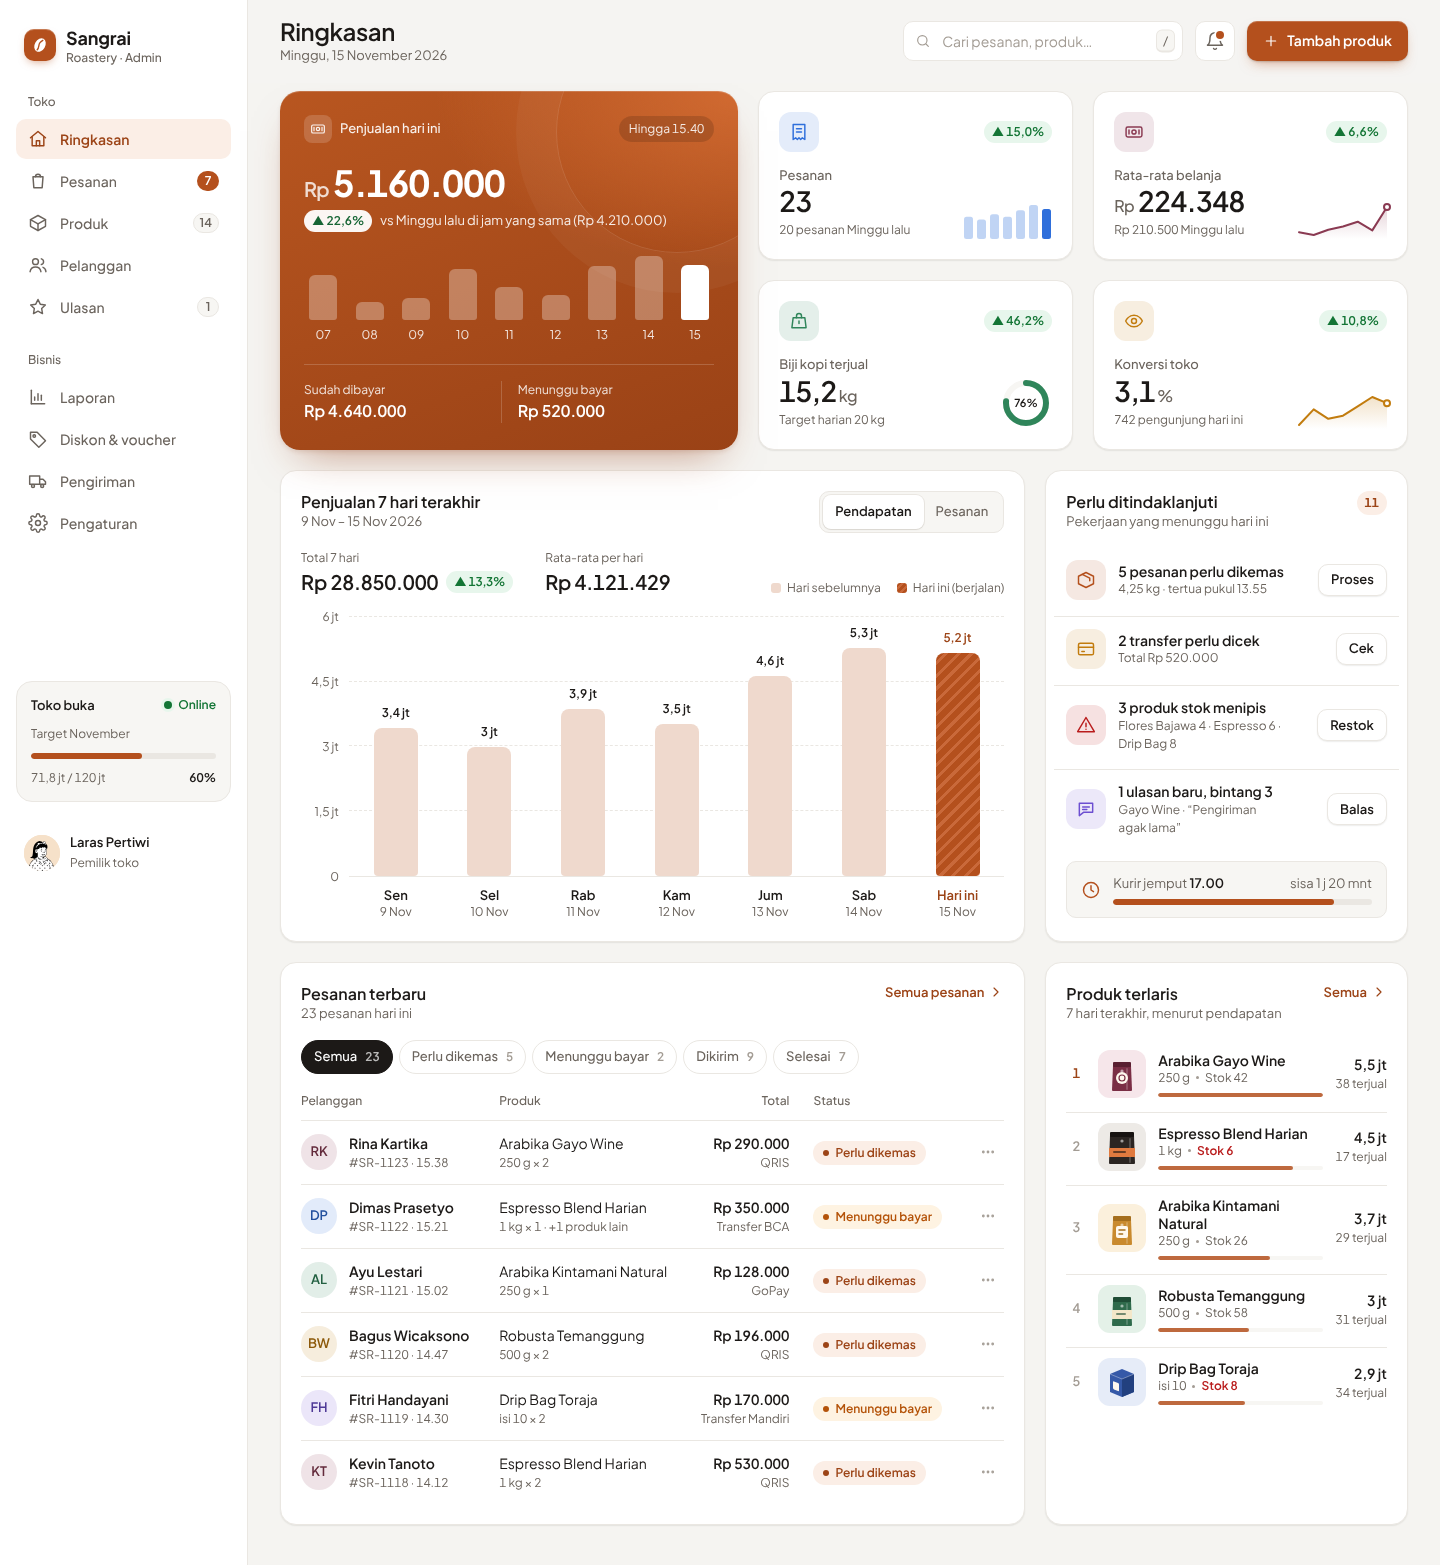 Sangrai
Roastery · Admin
Toko
Ringkasan
Pesanan 7
Produk 14
Pelanggan
Ulasan 1
Bisnis
Laporan
Diskon & voucher
Pengiriman
Pengaturan
Toko buka Online
Target November
71,8 jt / 120 jt 60%
Laras Pertiwi
Pemilik toko
Ringkasan
Minggu, 15 November 2026
Cari pesanan, produk… /
Tambah produk
Penjualan hari ini Hingga 15.40
Rp 5.160.000
22,6% vs Minggu lalu di jam yang sama (Rp 4.210.000)
07 08 09 10 11 12 13 14 15
Sudah dibayar
Rp 4.640.000
Menunggu bayar
Rp 520.000
15,0%
Pesanan
23
20 pesanan Minggu lalu
6,6%
Rata-rata belanja
Rp 224.348
Rp 210.500 Minggu lalu
46,2%
Biji kopi terjual
15,2 kg
Target harian 20 kg
76%
10,8%
Konversi toko
3,1 %
742 pengunjung hari ini
Penjualan 7 hari terakhir
9 Nov – 15 Nov 2026
Pendapatan Pesanan
Total 7 hari
Rp 28.850.000 13,3%
Rata-rata per hari
Rp 4.121.429
Hari sebelumnya Hari ini (berjalan)
6 jt
4,5 jt
3 jt
1,5 jt
0
3,4 jt
3 jt
3,9 jt
3,5 jt
4,6 jt
5,3 jt
5,2 jt
Sen Sel Rab Kam Jum Sab Hari ini
9 Nov 10 Nov 11 Nov 12 Nov 13 Nov 14 Nov 15 Nov
Perlu ditindaklanjuti 11
Pekerjaan yang menunggu hari ini
5 pesanan perlu dikemas
4,25 kg · tertua pukul 13.55
Proses
2 transfer perlu dicek
Total Rp 520.000
Cek
3 produk stok menipis
Flores Bajawa 4 · Espresso 6 ·
Drip Bag 8
Restok
1 ulasan baru, bintang 3
Gayo Wine · “Pengiriman
agak lama”
Balas
Kurir jemput 17.00 sisa 1 j 20 mnt
Pesanan terbaru
23 pesanan hari ini
Semua pesanan
Semua 23 Perlu dikemas 5 Menunggu bayar 2 Dikirim 9 Selesai 7
Pelanggan Produk Total Status
RK Rina Kartika Arabika Gayo Wine Rp 290.000 Perlu dikemas
#SR-1123 · 15.38 250 g × 2 QRIS
DP Dimas Prasetyo Espresso Blend Harian Rp 350.000 Menunggu bayar
#SR-1122 · 15.21 1 kg × 1 · +1 produk lain Transfer BCA
AL Ayu Lestari Arabika Kintamani Natural Rp 128.000 Perlu dikemas
#SR-1121 · 15.02 250 g × 1 GoPay
BW Bagus Wicaksono Robusta Temanggung Rp 196.000 Perlu dikemas
#SR-1120 · 14.47 500 g × 2 QRIS
FH Fitri Handayani Drip Bag Toraja Rp 170.000 Menunggu bayar
#SR-1119 · 14.30 isi 10 × 2 Transfer Mandiri
KT Kevin Tanoto Espresso Blend Harian Rp 530.000 Perlu dikemas
#SR-1118 · 14.12 1 kg × 2 QRIS
Produk terlaris
7 hari terakhir, menurut pendapatan
Semua
1 Arabika Gayo Wine 5,5 jt
250 g • Stok 42 38 terjual
2 Espresso Blend Harian 4,5 jt
1 kg • Stok 6 17 terjual
3 Arabika Kintamani
Natural 3,7 jt
250 g • Stok 26 29 terjual
4 Robusta Temanggung 3 jt
500 g • Stok 58 31 terjual
5 Drip Bag Toraja 2,9 jt
isi 10 • Stok 8 34 terjual